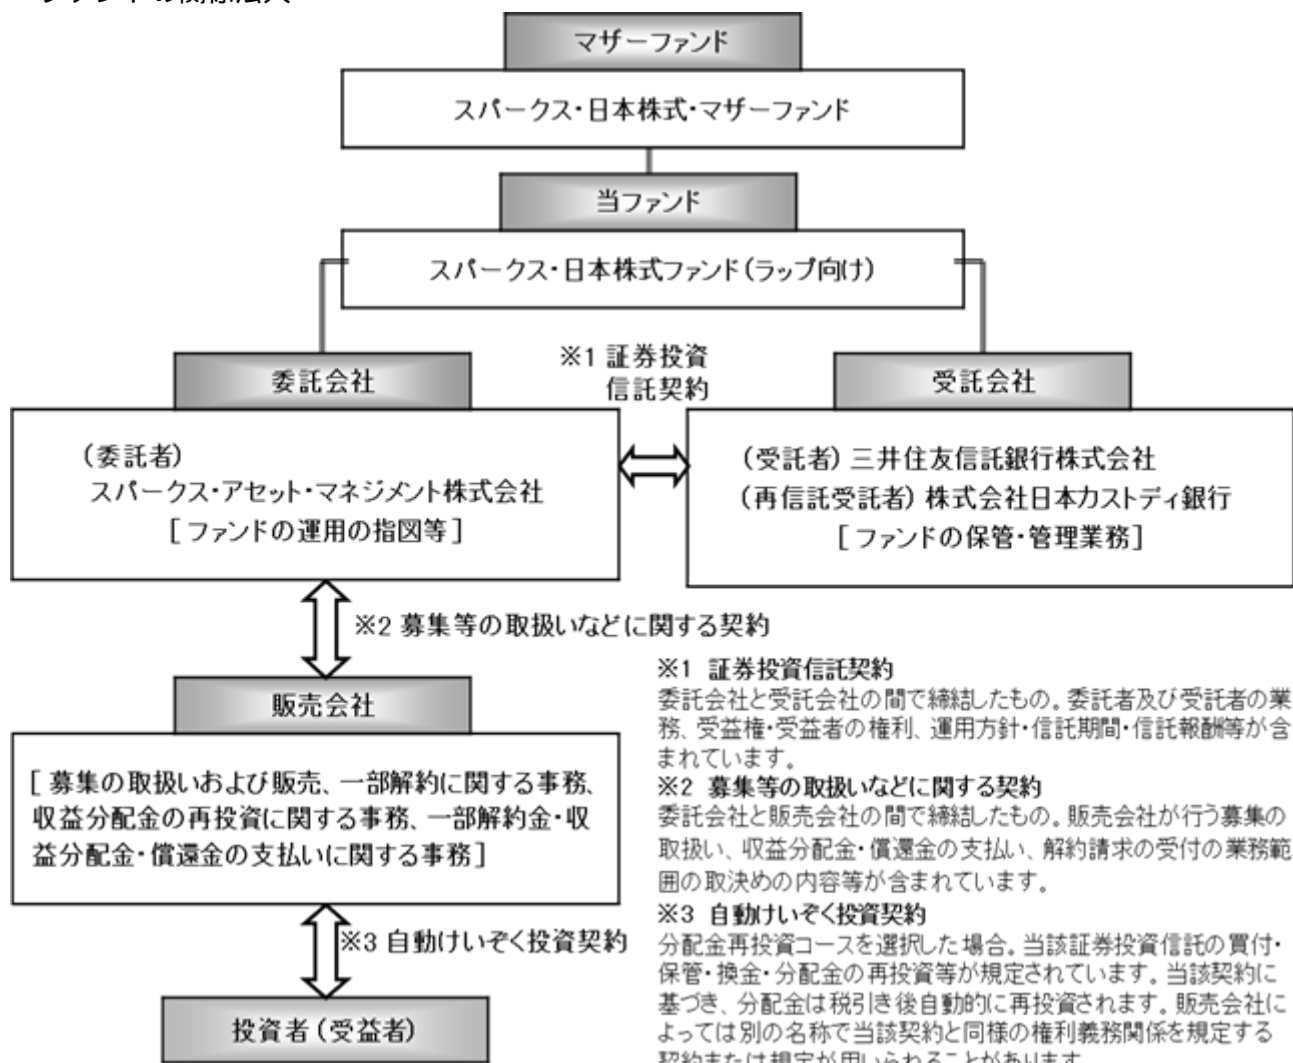 マザーファンド
スパークス・日本株式・マザーファンド
当ファンド
スパークス・日本株式ファンド(ラップ向け)
※1 証券投資
信託契約
委託会社
(委託者)
スパークス・アセット・マネジメント株式会社
[ファンドの運用の指図等]
受託会社
(受託者) 三井住友信託銀行株式会社
(再信託受託者) 株式会社日本カストディ銀行
[ファンドの保管・管理業務]
※2 募集等の取扱いなどに関する契約
販売会社
[募集の取扱いおよび販売、一部解約に関する事務、
収益分配金の再投資に関する事務、一部解約金・収
益分配金・償還金の支払いに関する事務]
※3 自動けいぞく投資契約
投資者(受益者)
※1 証券投資信託契約
委託会社と受託会社の間で締結したもの。委託者及び受託者の業
務、受益権・受益者の権利、運用方針・信託期間・信託報酬等が含
まれています。
※2 募集等の取扱いなどに関する契約
委託会社と販売会社の間で締結したもの。販売会社が行う募集の
取扱い、収益分配金・償還金の支払い、解約請求の受付の業務範
囲の取決めの内容等が含まれています。
※3 自動けいぞく投資契約
分配金再投資コースを選択した場合。当該証券投資信託の買付・
保管・換金・分配金の再投資等が規定されています。当該契約に
基づき、分配金は税引き後自動的に再投資されます。販売会社に
よっては別の名称で当該契約と同様の権利義務関係を規定する
契約または規定が用いられることがあります。